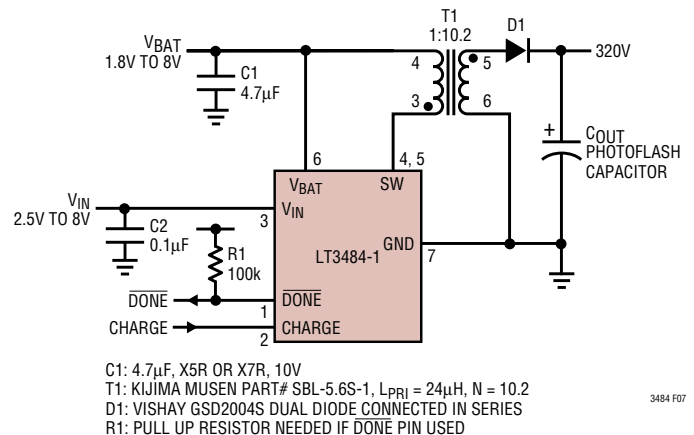 T1
1:10.2
D1
VBAT
1.8V TO 8V
4
5
320V
C1
4.7µF
3
6
+
COUT
PHOTOFLASH
CAPACITOR
6
4, 5
VBAT
SW
VIN
2.5V TO 8V
3
VIN
C2
0.1µF
R1
100k
LT3484-1
GND
7
DONE
DONE
1
CHARGE
CHARGE
2
C1: 4.7µF, X5R OR X7R, 10V
T1: KIJIMA MUSEN PART# SBL-5.6S-1, LPRI = 24µH, N = 10.2
D1: VISHAY GSD2004S DUAL DIODE CONNECTED IN SERIES
R1: PULL UP RESISTOR NEEDED IF DONE PIN USED
3484 F07